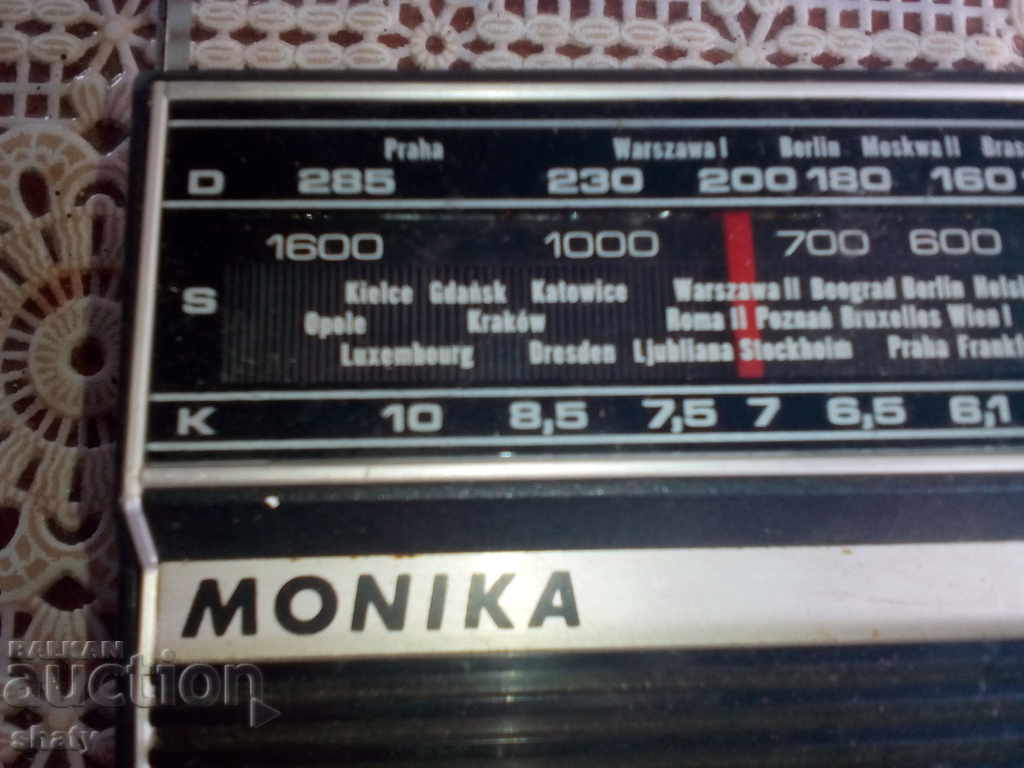 Praha Warszawa I Berlin Moskwa II
D 285 230 200 180 160
1600 1000 700 600
S
Kielce Gdańsk Katowice Warszawa II Beograd Berlin
Opole Kraków Roma II Poznań Bruxelles Wien I
Luxembourg Dresden Ljubliana Stockholm Praha
K 10 8,5 7,5 7 6,5 6,1
MONIKA
BALKAN
auction
shaty